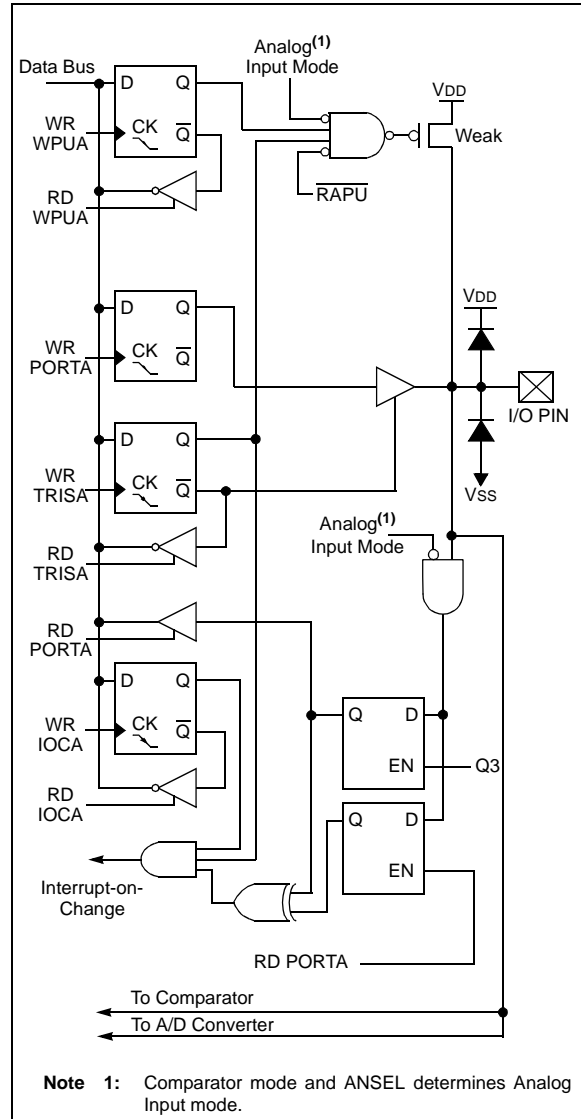 Analog(1)
Input Mode
Data Bus
D Q
VDD
WR
WPUA
CK Q
Weak
RD
WPUA
RAPU
D Q
VDD
WR
PORTA
CK Q
I/O PIN
D Q
WR
TRISA
CK Q
VSS
Analog(1)
Input Mode
RD
TRISA
RD
PORTA
D Q
Q D
WR
IOCA
CK Q
EN
Q3
RD
IOCA
Q D
EN
Interrupt-on-
Change
RD PORTA
To Comparator
To A/D Converter
Note 1: Comparator mode and ANSEL determines Analog
Input mode.